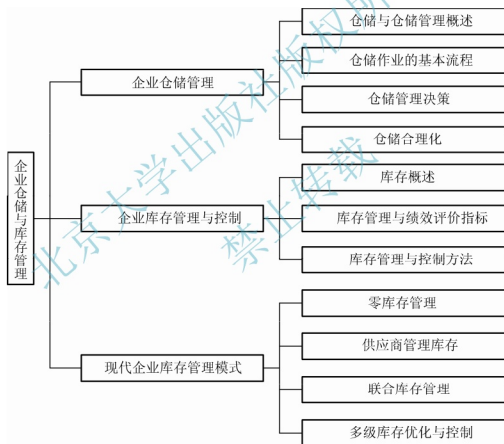 企业仓储与库存管理
企业仓储管理
仓储与仓储管理概述
仓储作业的基本流程
仓储管理决策
仓储合理化
企业库存管理与控制
库存概述
库存管理与绩效评价指标
库存管理与控制方法
现代企业库存管理模式
零库存管理
供应商管理库存
联合库存管理
多级库存优化与控制
北京大学出版社版权所
禁止转载